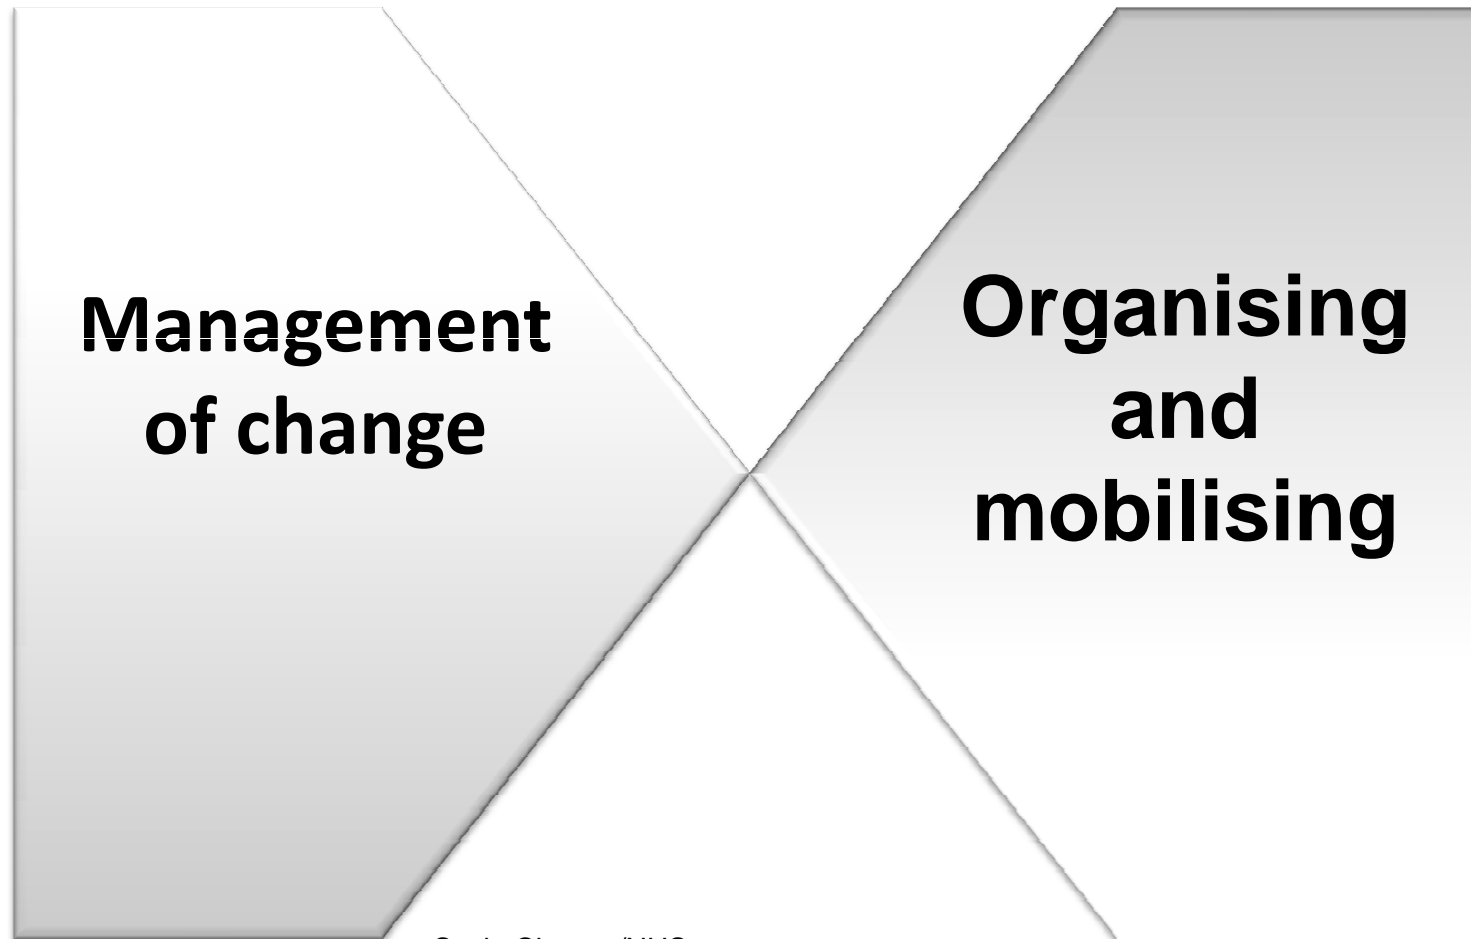 Management
of change
Organising
and
mobilising